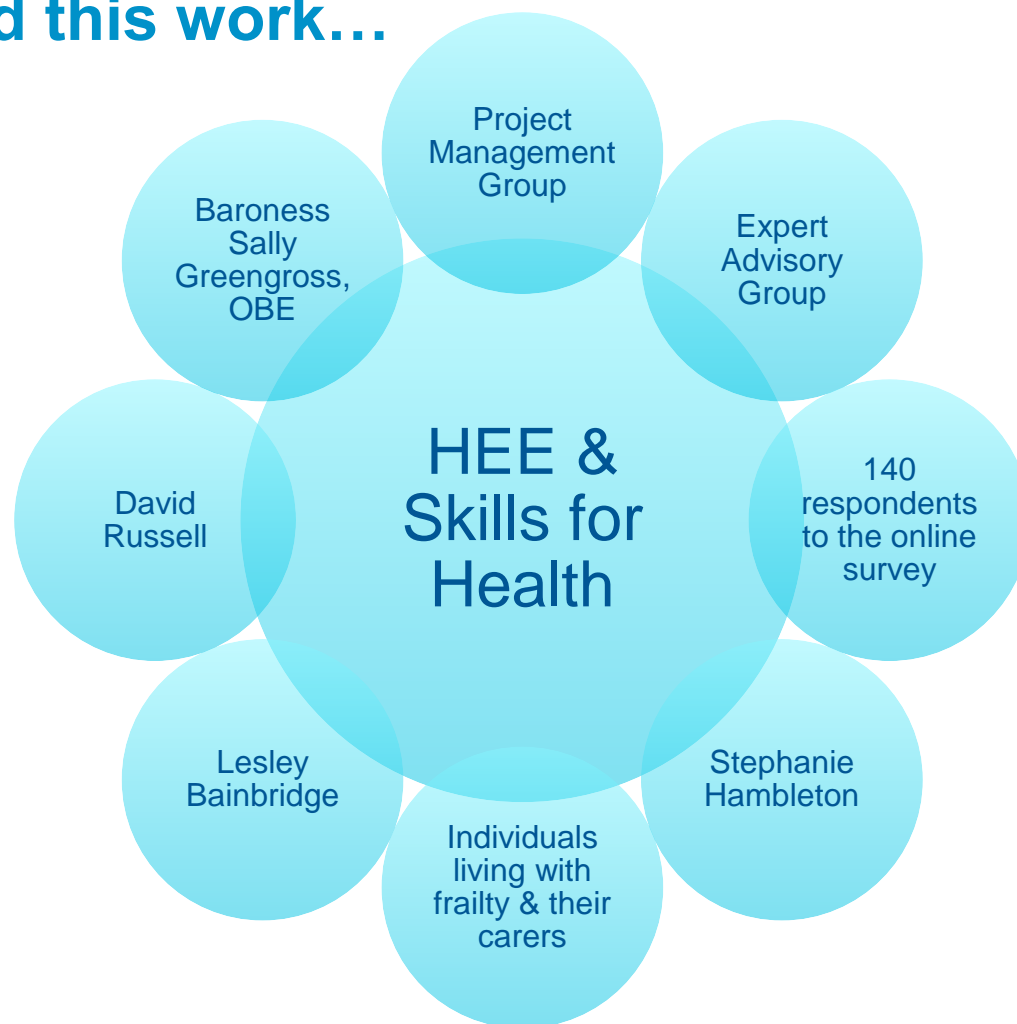 d this work…
Project
Management
Group
Expert
Advisory
Group
140
respondents
to the online
survey
Stephanie
Hambleton
Individuals
living with
frailty & their
carers
Lesley
Bainbridge
David
Russell
Baroness
Sally
Greengross,
OBE
HEE &
Skills for
Health